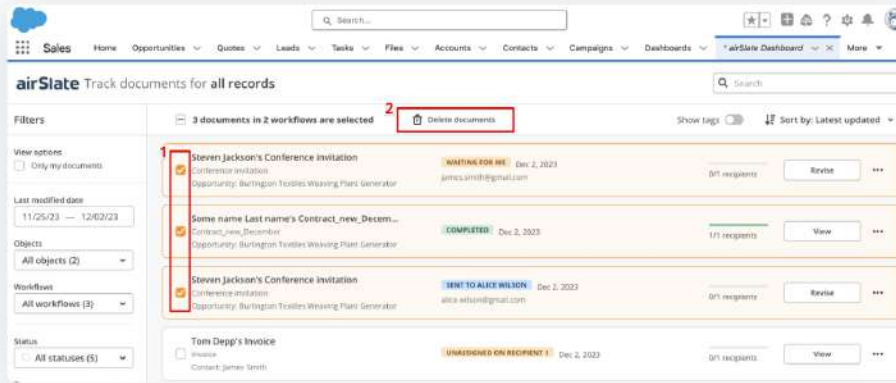 Search...
Sales Home Opportunities Quotes Leads Tasks Files Accounts Contacts Campaigns Dashboards * airSlate Dashboard More
airSlate Track documents for all records Search
Filters 3 documents in 2 workflows are selected 2 Delete documents Show tags Sort by: Latest updated
View options
Only my documents
Last modified date
11/25/23 — 12/02/23
Objects
All objects (2)
Workflows
All workflows (3)
Status
All statuses (5)
1
Steven Jackson's Conference Invitation
Conference Invitation
Opportunity: Burlington Textiles Weaving Plant Generator
WAITING FOR ME Dec 2, 2023
james.smith@gmail.com
0/1 recipients Revise
Some name Last name's Contract_new_Decem...
Contract_new_December
Opportunity: Burlington Textiles Weaving Plant Generator
COMPLETED Dec 2, 2023
1/1 recipients View
Steven Jackson's Conference Invitation
Conference Invitation
Opportunity: Burlington Textiles Weaving Plant Generator
SENT TO ALICE WILSON Dec 2, 2023
alice.wilson@gmail.com
0/1 recipients Revise
Tom Depp's Invoice
Invoice
Contact: James Smith
UNASSIGNED ON RECIPIENT 1 Dec 2, 2023
0/1 recipients View